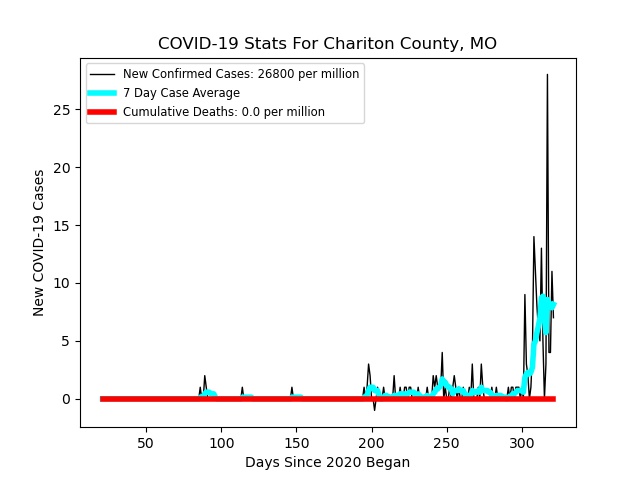 COVID-19 Stats For Chariton County, MO
New Confirmed Cases: 26800 per million
7 Day Case Average
Cumulative Deaths: 0.0 per million
New COVID-19 Cases
25
20
15
10
5
0
50 100 150 200 250 300
Days Since 2020 Began